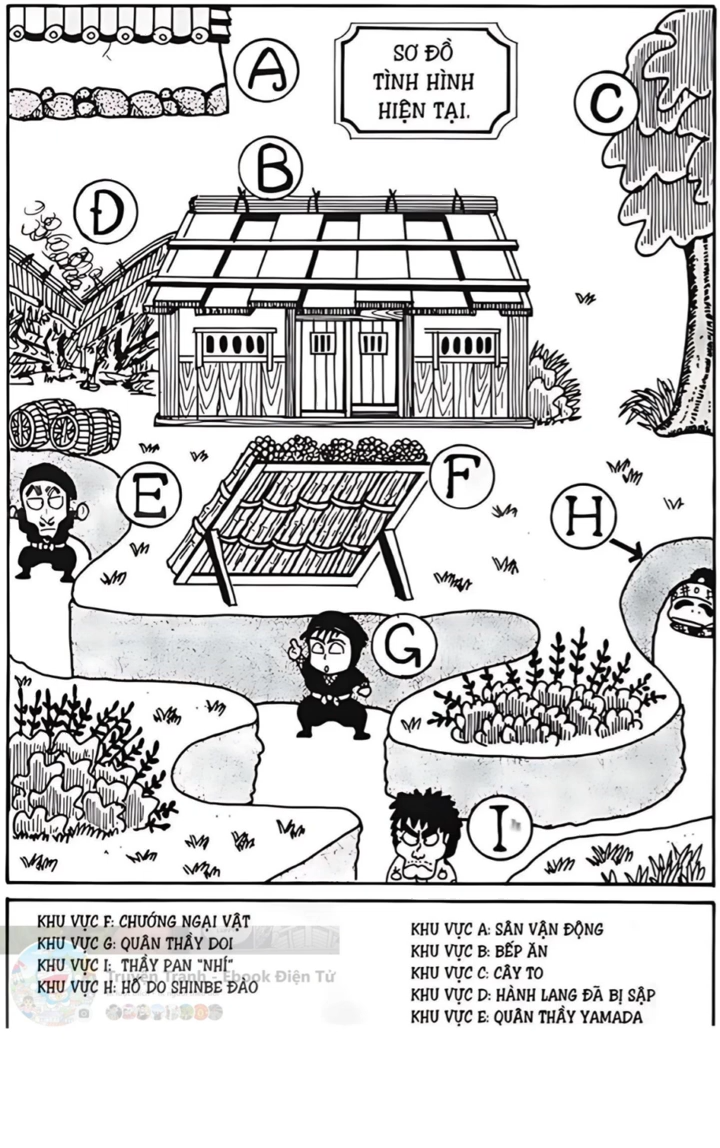 SƠ ĐỒ
TÌNH HÌNH
HIỆN TẠI.
A
B
C
D
E
F
H
G
I
KHU VỰC F: CHƯỚNG NGẠI VẬT
KHU VỰC G: QUÂN THẦY DOI
KHU VỰC I: THẦY PAN "NHÍ"
KHU VỰC H: HỐ DO SHINBE ĐÀO
Truyện Tranh - Ebook Điện Tử
KHU VỰC A: SÂN VẬN ĐỘNG
KHU VỰC B: BẾP ĂN
KHU VỰC C: CÂY TO
KHU VỰC D: HÀNH LANG ĐÃ BỊ SẬP
KHU VỰC E: QUÂN THẦY YAMADA